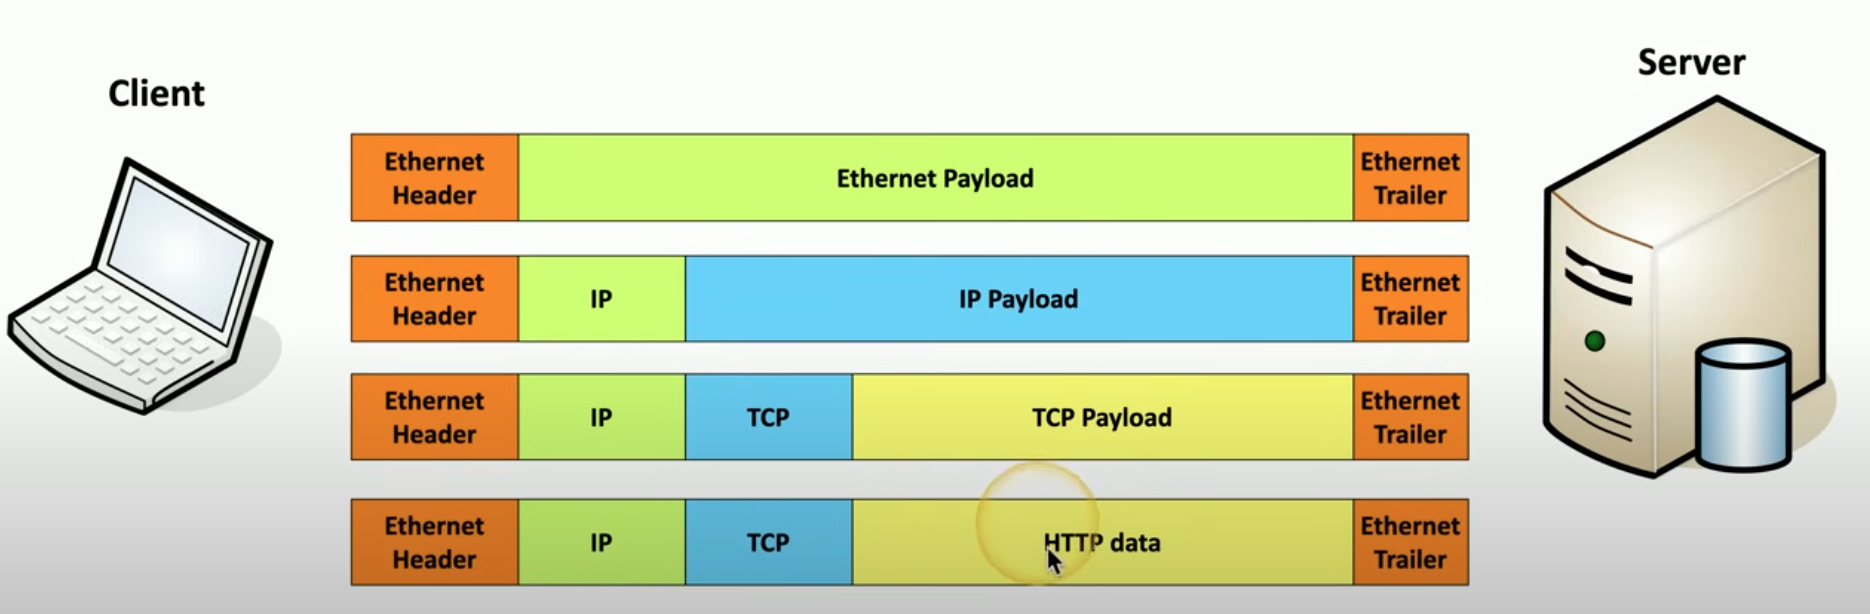 Client
Server
Ethernet
Header
Ethernet Payload
Ethernet
Trailer
Ethernet
Header
IP
IP Payload
Ethernet
Trailer
Ethernet
Header
IP
TCP
TCP Payload
Ethernet
Trailer
Ethernet
Header
IP
TCP
HTTP data
Ethernet
Trailer